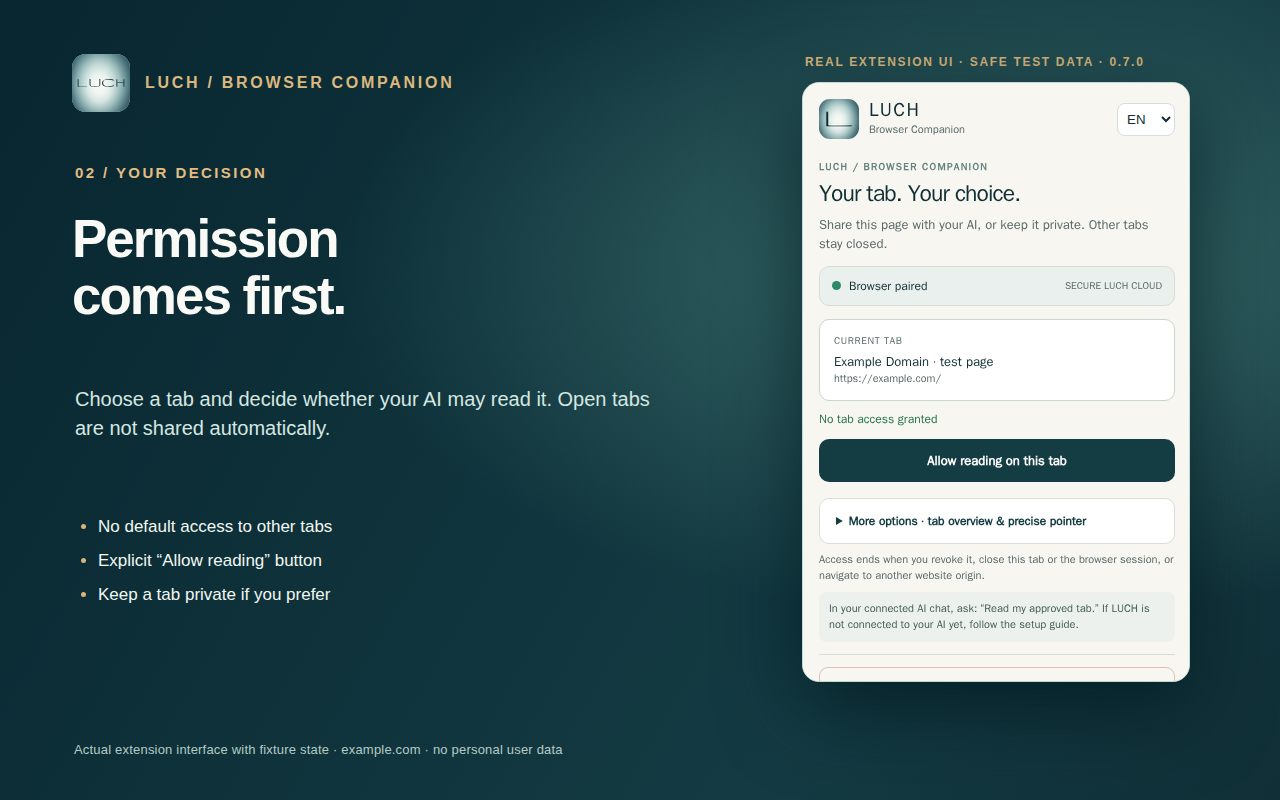 LUCH
LUCH / BROWSER COMPANION
02 / YOUR DECISION
Permission
comes first.
Choose a tab and decide whether your AI may read it. Open tabs
are not shared automatically.
• No default access to other tabs
• Explicit “Allow reading” button
• Keep a tab private if you prefer
Actual extension interface with fixture state · example.com · no personal user data
REAL EXTENSION UI · SAFE TEST DATA · 0.7.0
L
LUCH
Browser Companion
EN
LUCH / BROWSER COMPANION
Your tab. Your choice.
Share this page with your AI, or keep it private. Other tabs
stay closed.
Browser paired
SECURE LUCH CLOUD
CURRENT TAB
Example Domain · test page
https://example.com/
No tab access granted
Allow reading on this tab
More options · tab overview & precise pointer
Access ends when you revoke it, close this tab or the browser session, or
navigate to another website origin.
In your connected AI chat, ask: “Read my approved tab.” If LUCH is
not connected to your AI yet, follow the setup guide.